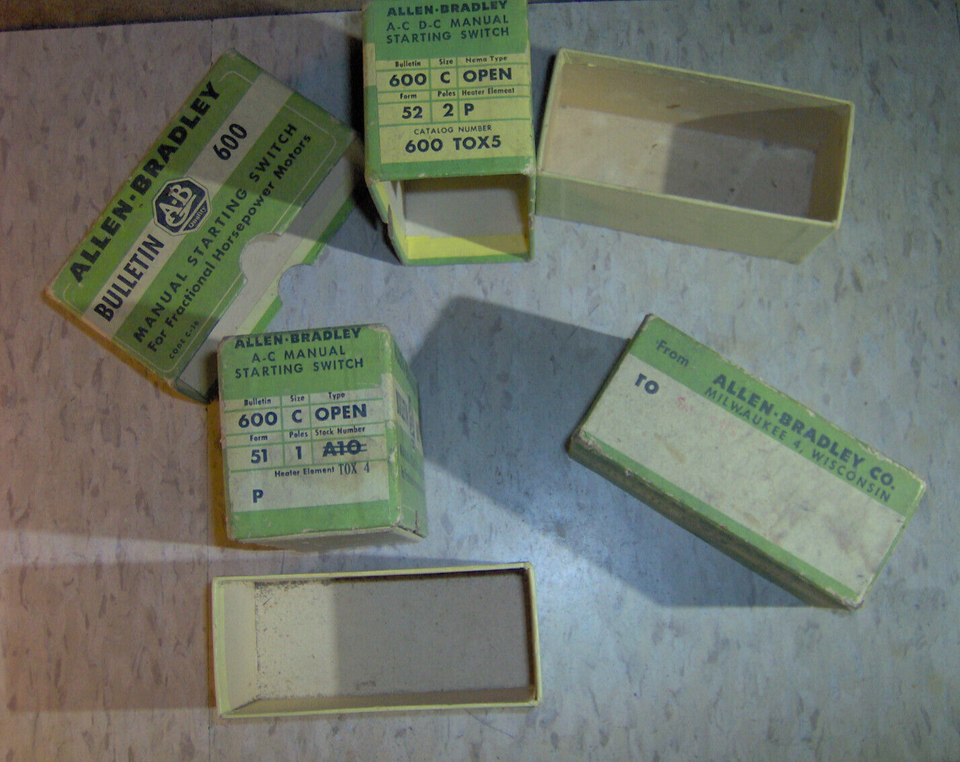 ALLEN-BRADLEY
A-C D-C MANUAL
STARTING SWITCH
Bulletin Size Nema Type
600 C OPEN
Form Poles Heater Element
52 2 P
CATALOG NUMBER
600 TOX5
ALLEN-BRADLEY
BULLETIN 600
A-B
Quality
MANUAL STARTING SWITCH
For Fractional Horsepower Motors
ALLEN-BRADLEY
A-C MANUAL
STARTING SWITCH
Bulletin Size Type
600 C OPEN
Form Poles Stock Number
51 1 A10
Heater Element TOX 4
P
From
ALLEN-BRADLEY CO.
MILWAUKEE 4, WISCONSIN
TO